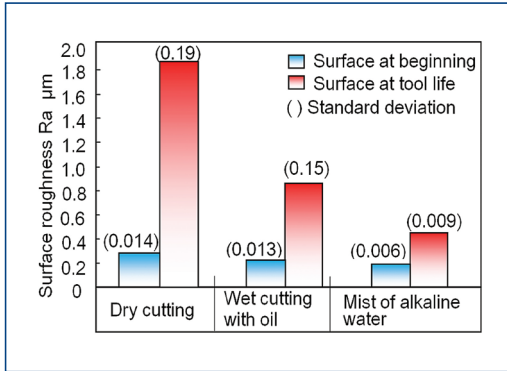 Surface roughness Ra μm
2.0
1.8
1.6
1.4
1.2
1.0
0.8
0.6
0.4
0.2
0
Surface at beginning
Surface at tool life
( ) Standard deviation
(0.19)
(0.014)
(0.15)
(0.013)
(0.009)
(0.006)
Dry cutting
Wet cutting
with oil
Mist of alkaline
water